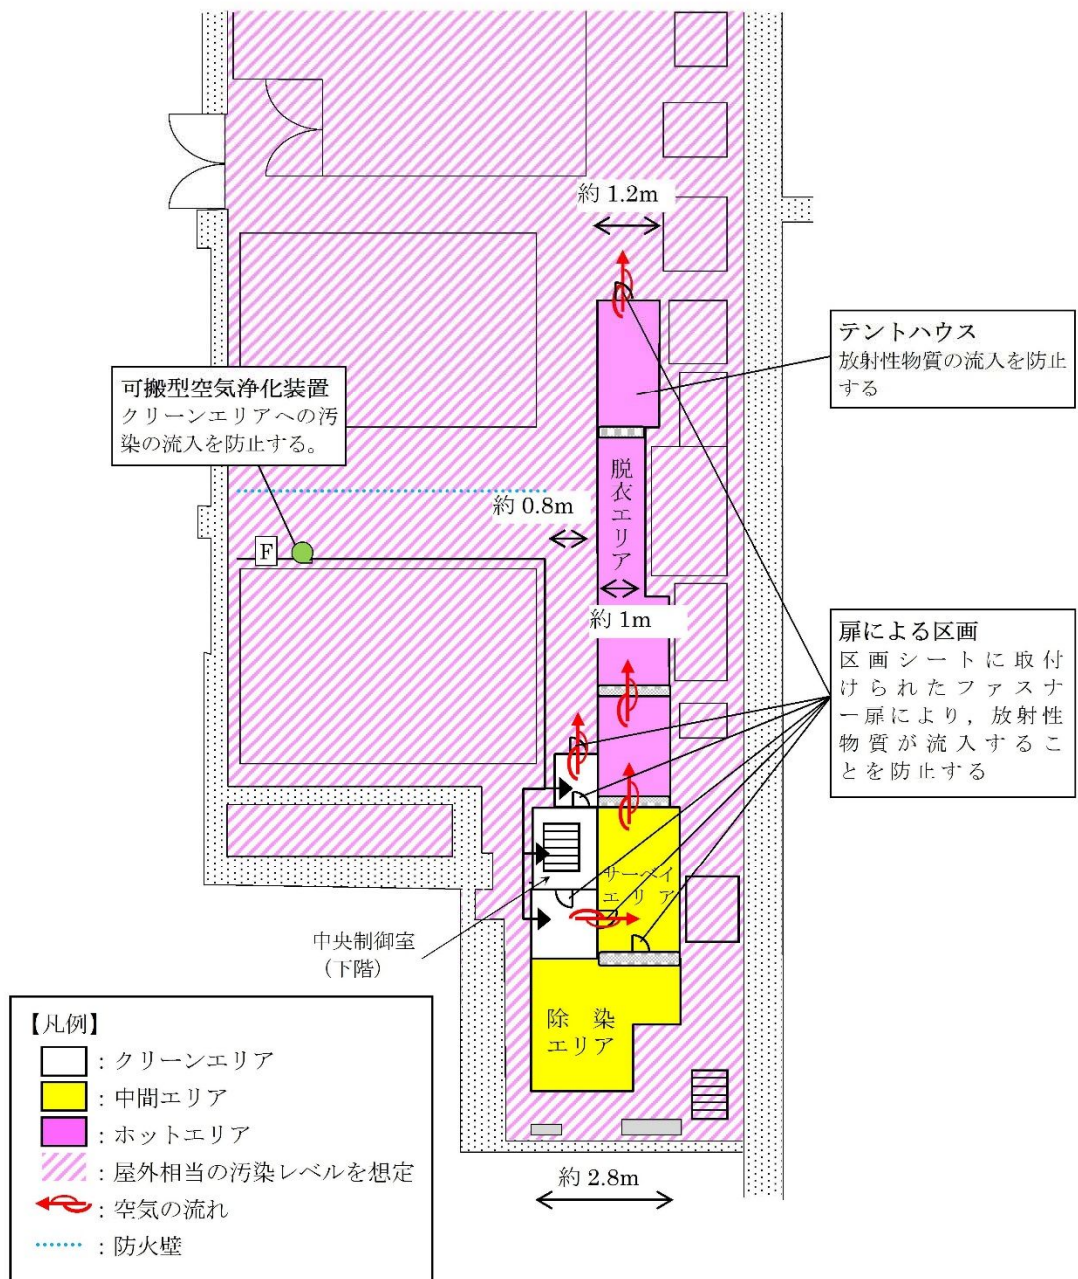 約 1.2m
テントハウス
放射性物質の流入を防止
する
可搬型空気浄化装置
クリーンエリアへの汚
染の流入を防止する。
脱衣エリア
約 0.8m
F
約 1m
扉による区画
区画シートに取付
けられたファスナ
ー扉により，放射性
物質が流入するこ
とを防止する
サーベイ
エリア
中央制御室
（下階）
除染
エリア
【凡例】
：クリーンエリア
：中間エリア
：ホットエリア
：屋外相当の汚染レベルを想定
：空気の流れ
：防火壁
約 2.8m